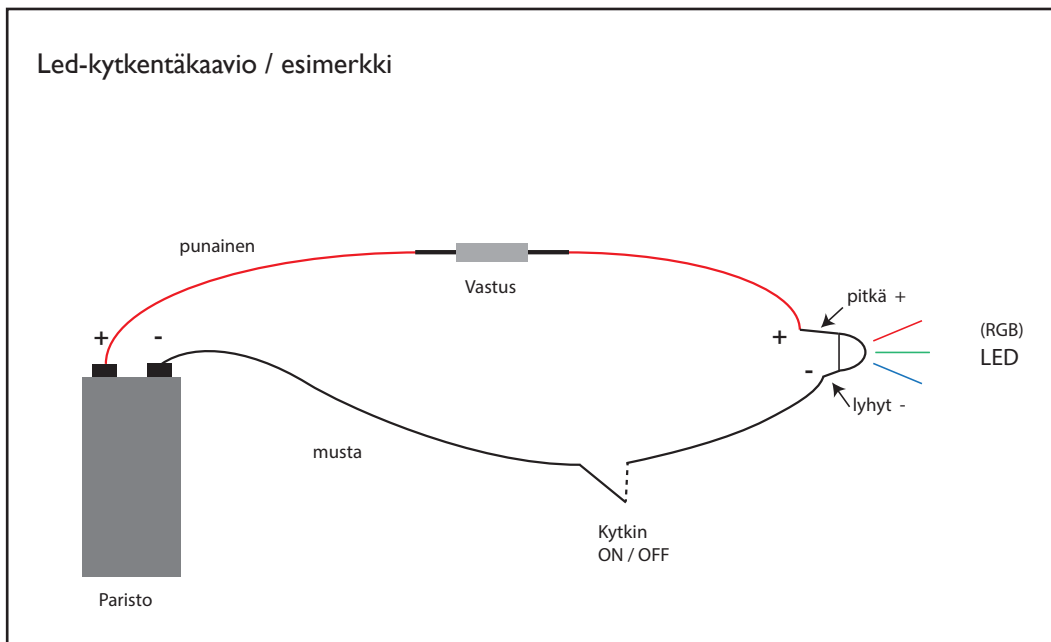 Led-kytkentäkaavio / esimerkki
punainen
Vastus
pitkä +
+
-
+
(RGB)
LED
-
lyhyt -
musta
Kytkin
ON / OFF
Paristo